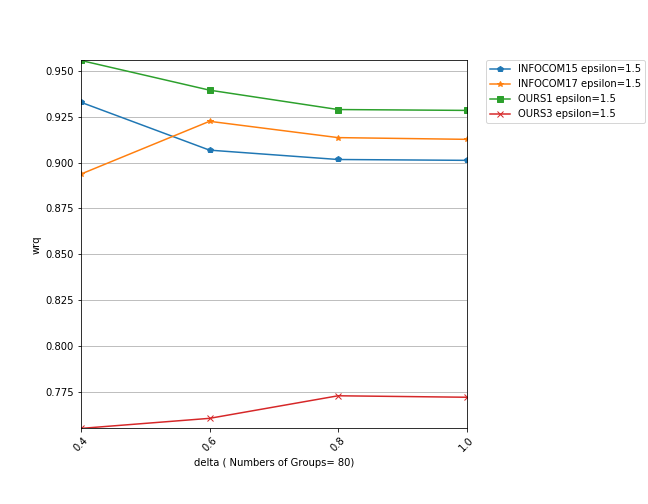 INFOCOM15 epsilon=1.5
INFOCOM17 epsilon=1.5
OURS1 epsilon=1.5
OURS3 epsilon=1.5
0.950
0.925
0.900
0.875
0.850
0.825
0.800
0.775
wrq
0.4
0.6
0.8
1.0
delta ( Numbers of Groups= 80)